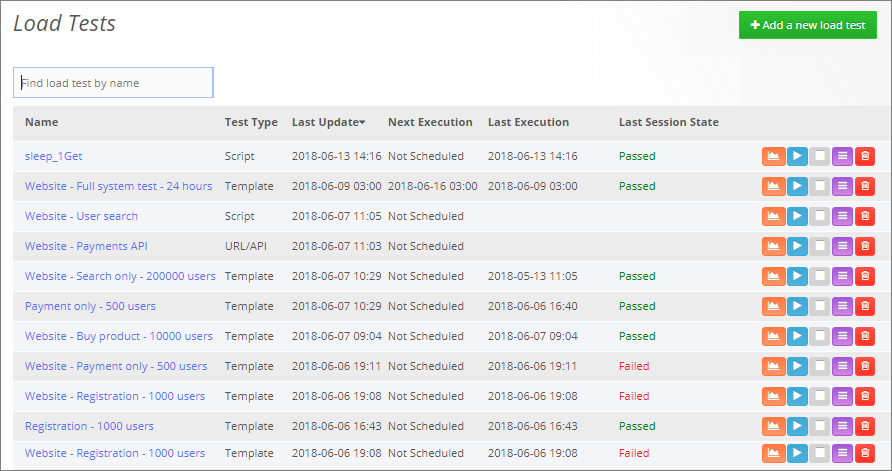 Load Tests
+ Add a new load test
Find load test by name
Name Test Type Last Update Next Execution Last Execution Last Session State
sleep_1Get Script 2018-06-13 14:16 Not Scheduled 2018-06-13 14:16 Passed
Website - Full system test - 24 hours Template 2018-06-09 03:00 2018-06-16 03:00 2018-06-09 03:00 Passed
Website - User search Script 2018-06-07 11:05 Not Scheduled
Website - Payments API URL/API 2018-06-07 11:03 Not Scheduled
Website - Search only - 200000 users Template 2018-06-07 10:29 Not Scheduled 2018-05-13 11:05 Passed
Payment only - 500 users Template 2018-06-07 10:29 Not Scheduled 2018-06-06 16:40 Passed
Website - Buy product - 10000 users Template 2018-06-07 09:04 Not Scheduled 2018-06-07 09:04 Passed
Website - Payment only - 500 users Template 2018-06-06 19:11 Not Scheduled 2018-06-06 19:11 Failed
Website - Registration - 1000 users Template 2018-06-06 19:08 Not Scheduled 2018-06-06 19:08 Failed
Registration - 1000 users Template 2018-06-06 16:43 Not Scheduled 2018-06-06 16:43 Passed
Website - Registration - 1000 users Template 2018-06-06 19:08 Not Scheduled 2018-06-06 19:08 Failed